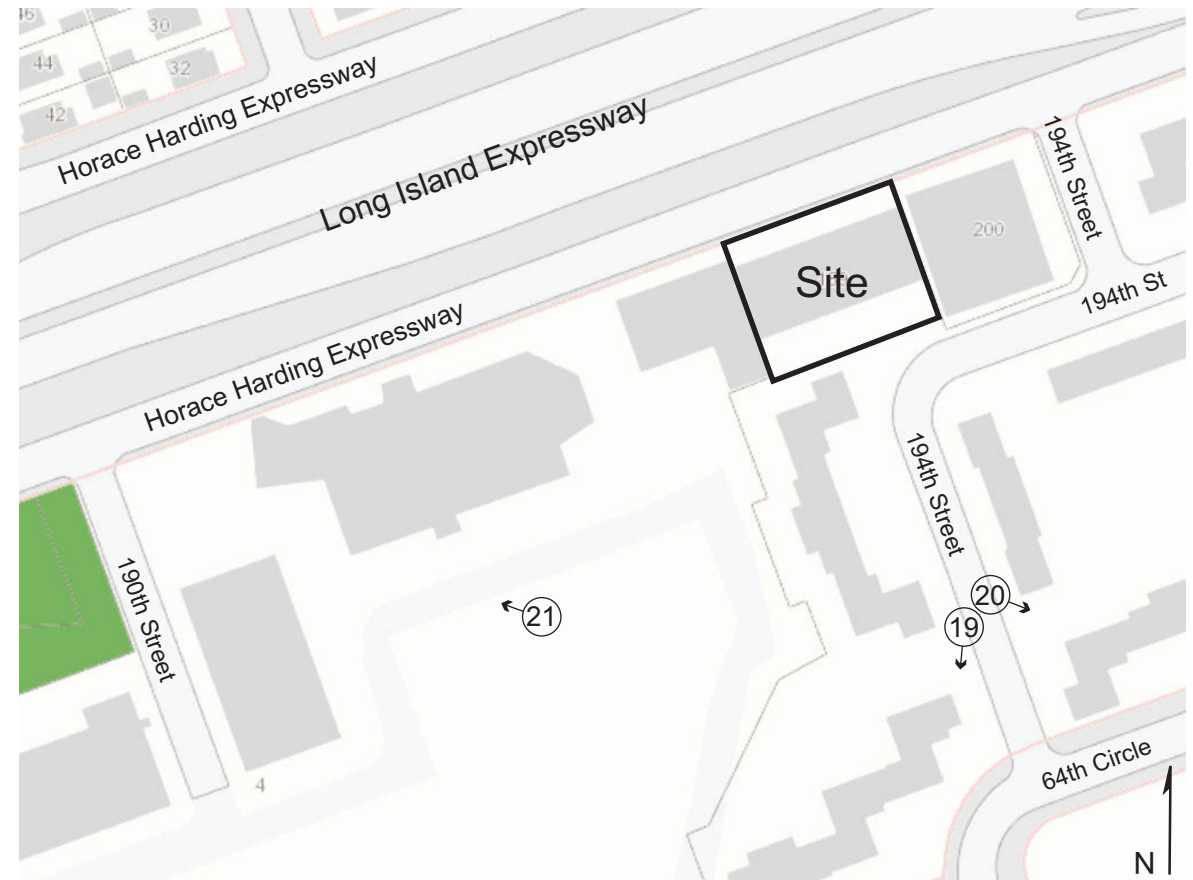 30
44
32
42
Horace Harding Expressway
Long Island Expressway
194th Street
200
Site
194th St
Horace Harding Expressway
194th Street
190th Street
20
21
19
4
64th Circle
N